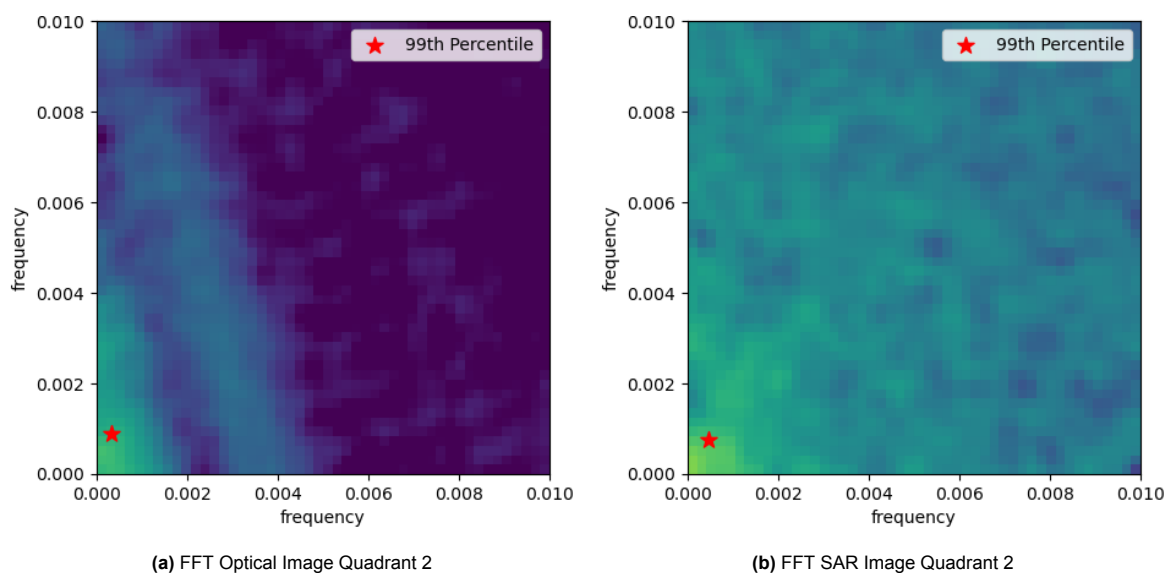 0.010
0.008
0.006
0.004
0.002
0.000
frequency
0.000 0.002 0.004 0.006 0.008 0.010
frequency
99th Percentile
(a) FFT Optical Image Quadrant 2
0.010
0.008
0.006
0.004
0.002
0.000
frequency
0.000 0.002 0.004 0.006 0.008 0.010
frequency
99th Percentile
(b) FFT SAR Image Quadrant 2